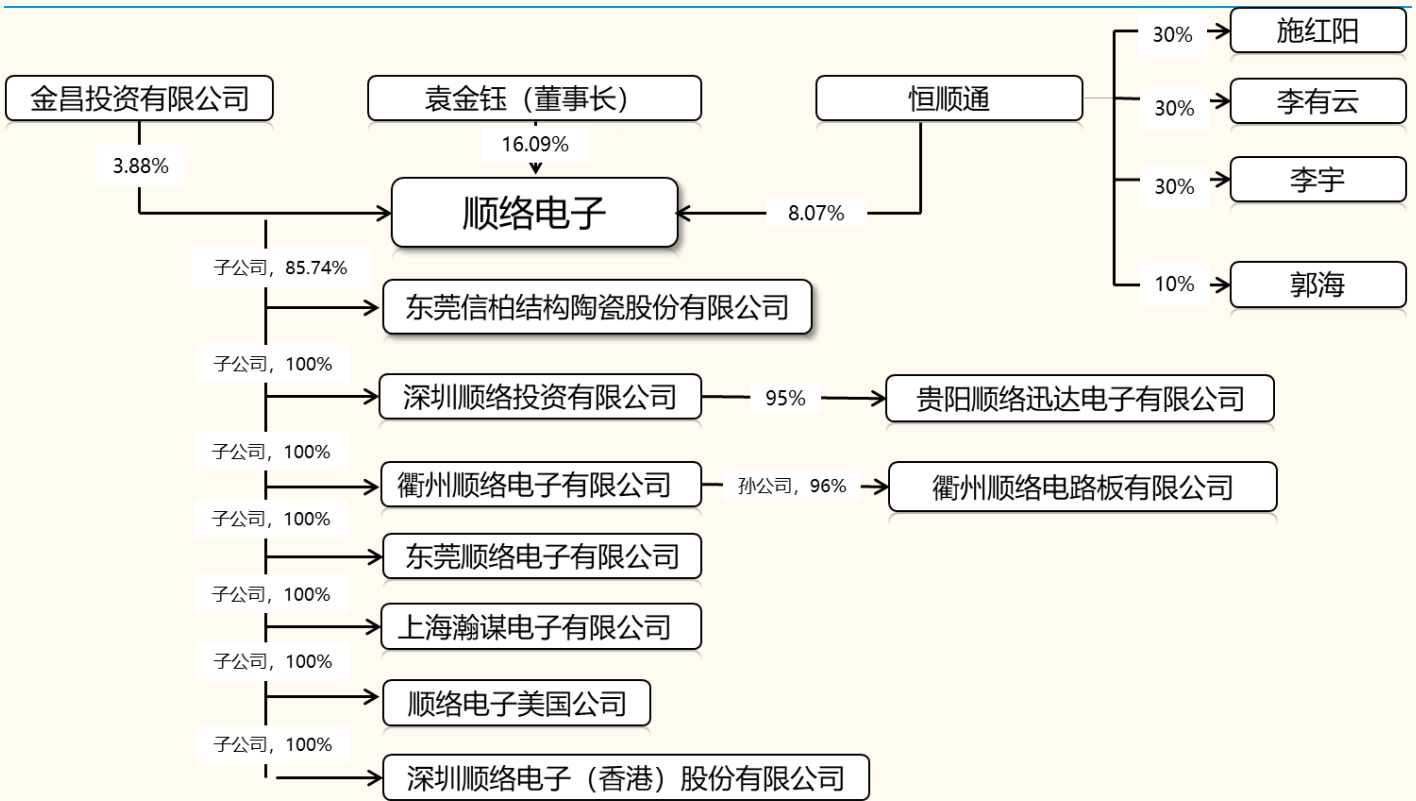 30%
施红阳
金昌投资有限公司
袁金钰（董事长）
恒顺通
30%
李有云
3.88%
16.09%
30%
李宇
顺络电子
8.07%
10%
郭海
子公司，85.74%
东莞信柏结构陶瓷股份有限公司
子公司，100%
深圳顺络投资有限公司
95%
贵阳顺络迅达电子有限公司
子公司，100%
衢州顺络电子有限公司
孙公司，96%
衢州顺络电路板有限公司
子公司，100%
东莞顺络电子有限公司
子公司，100%
上海瀚谋电子有限公司
子公司，100%
顺络电子美国公司
子公司，100%
深圳顺络电子（香港）股份有限公司